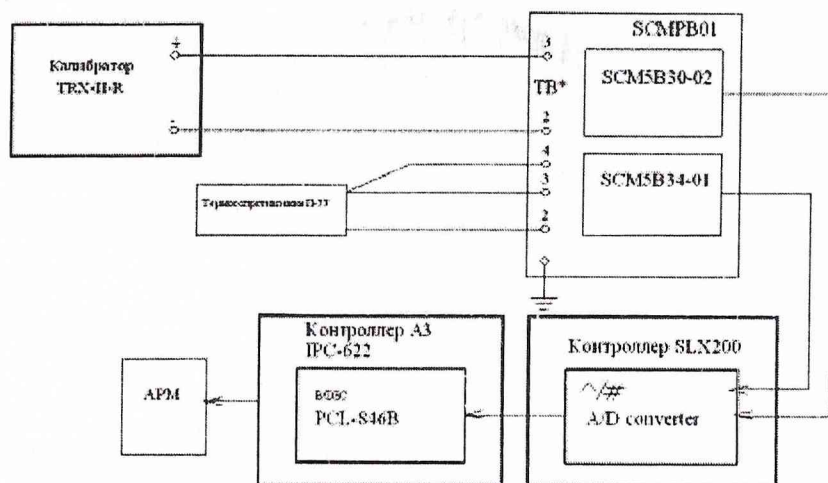 SCMPB01
Калибратор
TRX-II-R
+
-
3
TB*
2
4
3
2
SCM5B30-02
SCM5B34-01
Контроллер А3
IPC-622
PCL-846B
Контроллер SLX200
^/#
A/D converter
АРМ